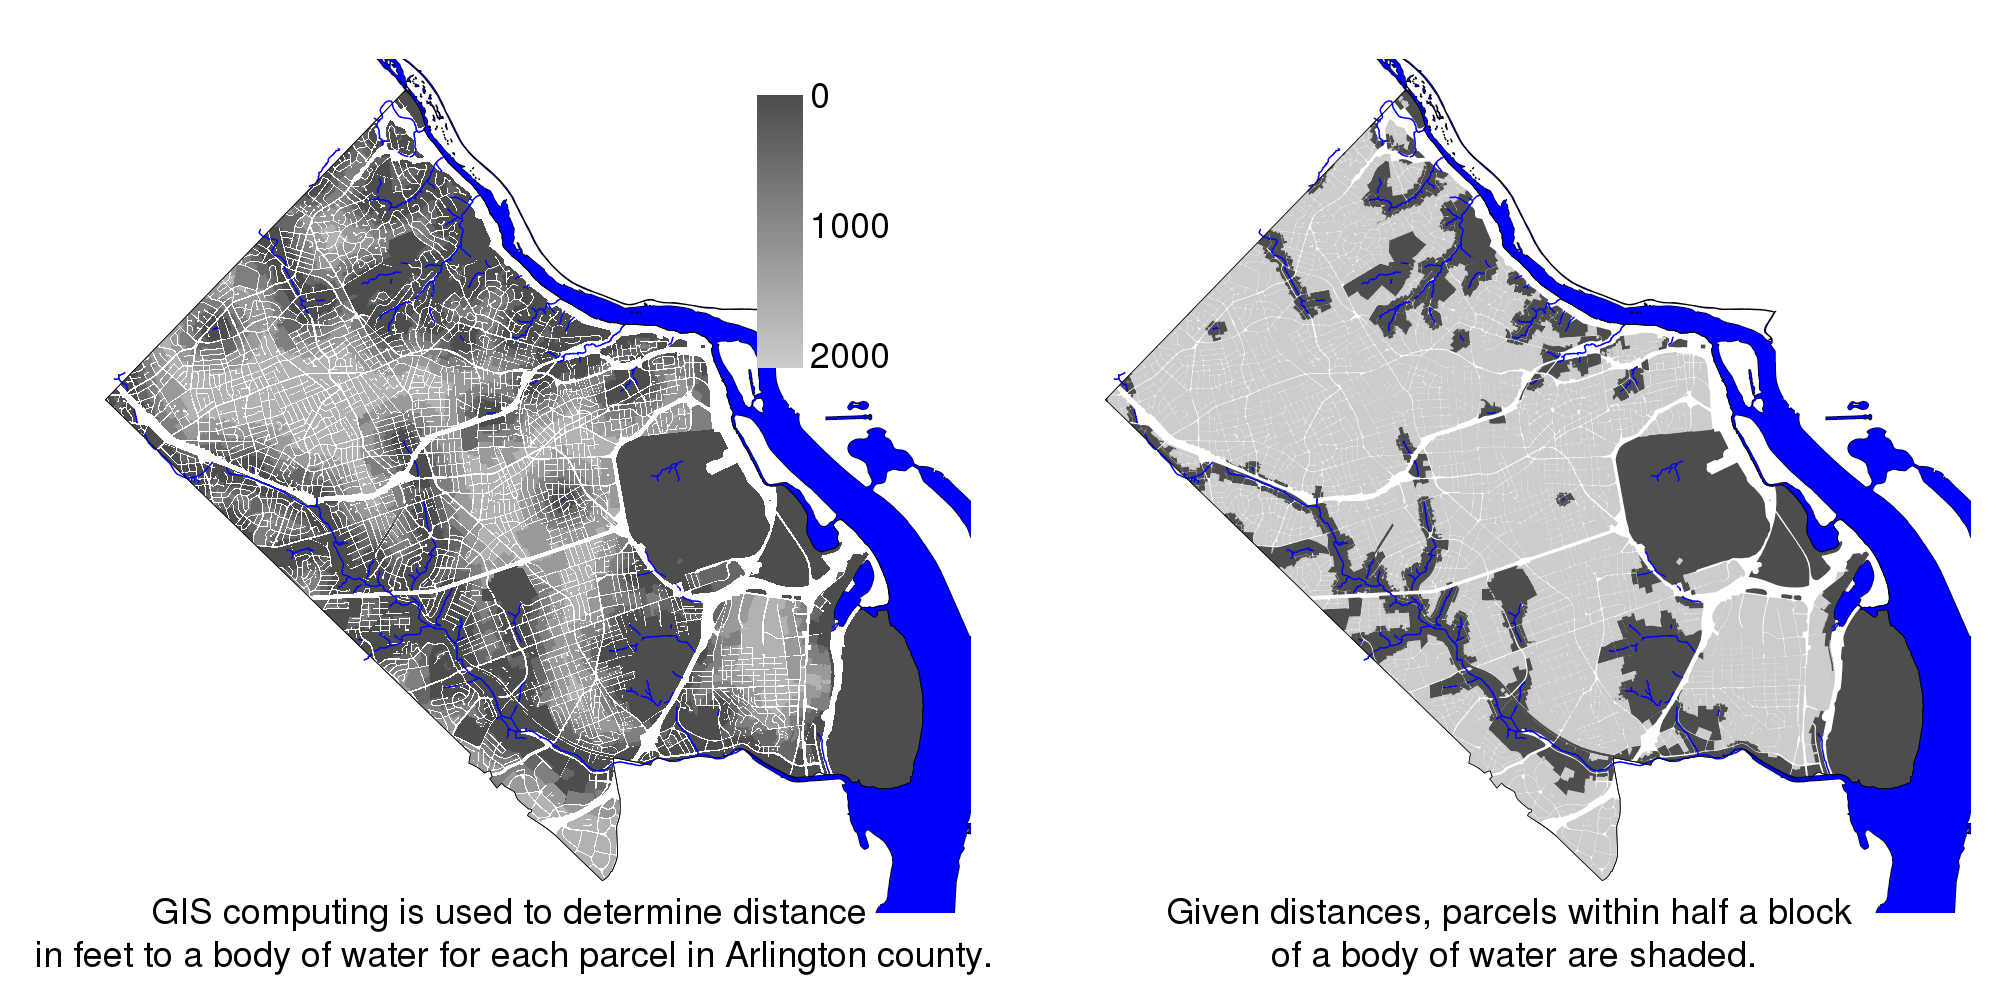 0
1000
2000
GIS computing is used to determine distance
in feet to a body of water for each parcel in Arlington county.
Given distances, parcels within half a block
of a body of water are shaded.